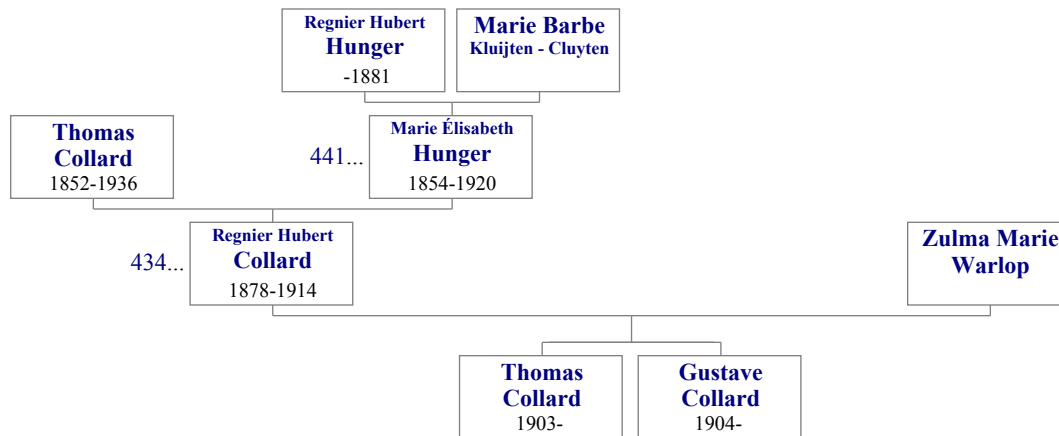 Regnier Hubert
Hunger
-1881
Marie Barbe
Kluijten - Cluyten
Thomas
Collard
1852-1936
441...
Marie Élisabeth
Hunger
1854-1920
434...
Regnier Hubert
Collard
1878-1914
Zulma Marie
Warlop
Thomas
Collard
1903-
Gustave
Collard
1904-